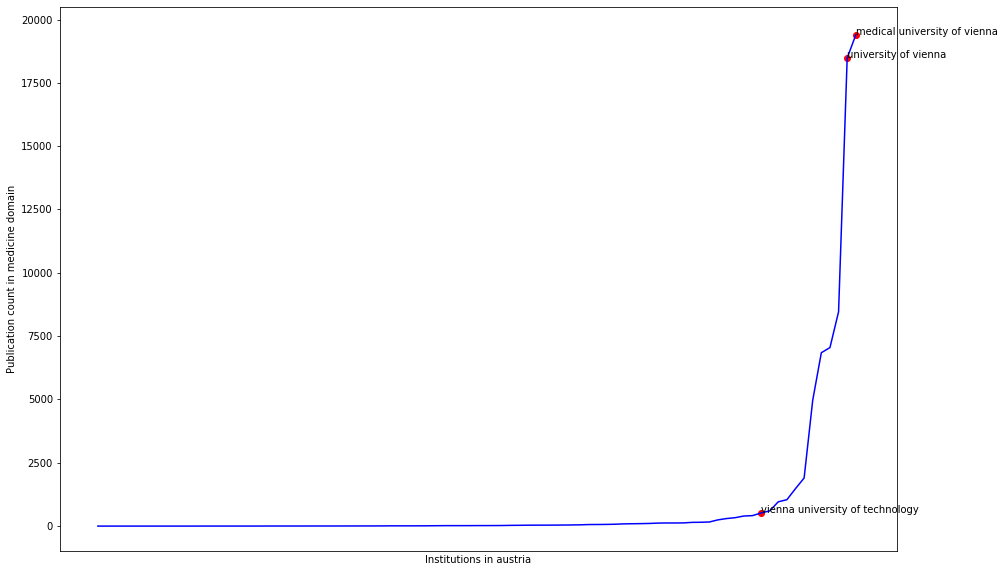 20000
medical university of vienna
university of vienna
17500
15000
12500
10000
7500
5000
2500
vienna university of technology
0
Publication count in medicine domain
Institutions in austria